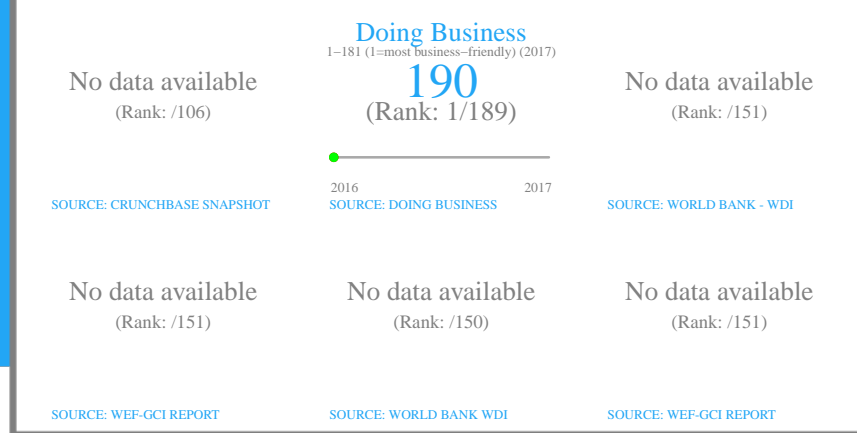 Doing Business
1−181 (1=most business−friendly) (2017)
No data available
190
No data available
(Rank: /106)
(Rank: 1/189)
(Rank: /151)
2016
2017
SOURCE: CRUNCHBASE SNAPSHOT
SOURCE: DOING BUSINESS
SOURCE: WORLD BANK - WDI
No data available
No data available
No data available
(Rank: /151)
(Rank: /150)
(Rank: /151)
SOURCE: WEF-GCI REPORT
SOURCE: WORLD BANK WDI
SOURCE: WEF-GCI REPORT